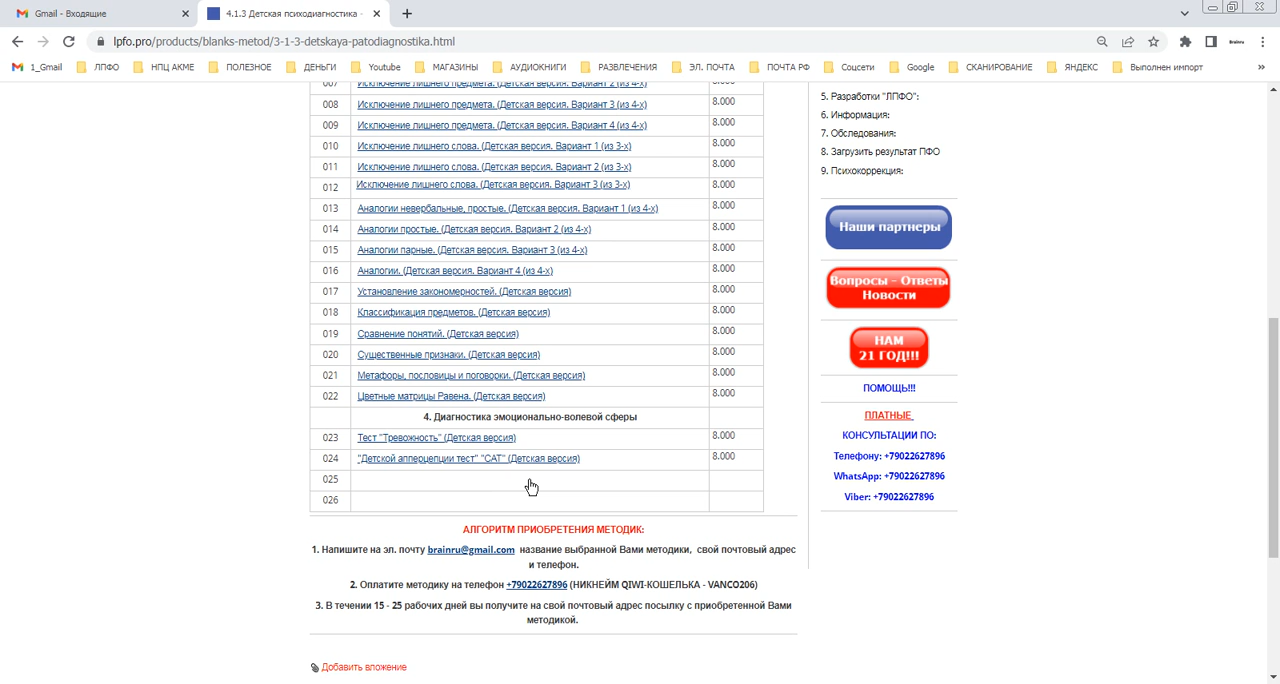 Gmail - Входящие
4.1.3 Детская психодиагностика -
lpfo.pro/products/blanks-metod/3-1-3-detskaya-patodiagnostika.html
1_Gmail ЛПФО НПЦ АКМЕ ПОЛЕЗНОЕ ДЕНЬГИ Youtube МАГАЗИНЫ АУДИОКНИГИ РАЗВЛЕЧЕНИЯ ЭЛ. ПОЧТА ПОЧТА РФ Соцсети Google СКАНИРОВАНИЕ ЯНДЕКС Выполнен импорт »
007 Исключение лишнего предмета. (Детская версия. Вариант 2 (из 4-х) 8.000
008 Исключение лишнего предмета. (Детская версия. Вариант 3 (из 4-х) 8.000
009 Исключение лишнего предмета. (Детская версия. Вариант 4 (из 4-х) 8.000
010 Исключение лишнего слова. (Детская версия. Вариант 1 (из 3-х) 8.000
011 Исключение лишнего слова. (Детская версия. Вариант 2 (из 3-х) 8.000
012 Исключение лишнего слова. (Детская версия. Вариант 3 (из 3-х) 8.000
013 Аналогии невербальные, простые. (Детская версия. Вариант 1 (из 4-х) 8.000
014 Аналогии простые. (Детская версия. Вариант 2 (из 4-х) 8.000
015 Аналогии парные. (Детская версия. Вариант 3 (из 4-х) 8.000
016 Аналогии. (Детская версия. Вариант 4 (из 4-х) 8.000
017 Установление закономерностей. (Детская версия) 8.000
018 Классификация предметов. (Детская версия) 8.000
019 Сравнение понятий. (Детская версия) 8.000
020 Существенные признаки. (Детская версия) 8.000
021 Метафоры, пословицы и поговорки. (Детская версия) 8.000
022 Цветные матрицы Равена. (Детская версия) 8.000
4. Диагностика эмоционально-волевой сферы
023 Тест "Тревожность" (Детская версия) 8.000
024 "Детской апперцепции тест" "САТ" (Детская версия) 8.000
025
026
АЛГОРИТМ ПРИОБРЕТЕНИЯ МЕТОДИК:
1. Напишите на эл. почту brainru@gmail.com название выбранной Вами методики, свой почтовый адрес
и телефон.
2. Оплатите методику на телефон +79022627896 (НИКНЕЙМ QIWI-КОШЕЛЬКА - VANCO206)
3. В течении 15 - 25 рабочих дней вы получите на свой почтовый адрес посылку с приобретенной Вами
методикой.
Добавить вложение
5. Разработки "ЛПФО":
6. Информация:
7. Обследования:
8. Загрузить результат ПФО
9. Психокоррекция:
Наши партнеры
Вопросы - Ответы
Новости
НАМ
21 ГОД!!!
ПОМОЩЬ!!!
ПЛАТНЫЕ
КОНСУЛЬТАЦИИ ПО:
Телефону: +79022627896
WhatsApp: +79022627896
Viber: +79022627896